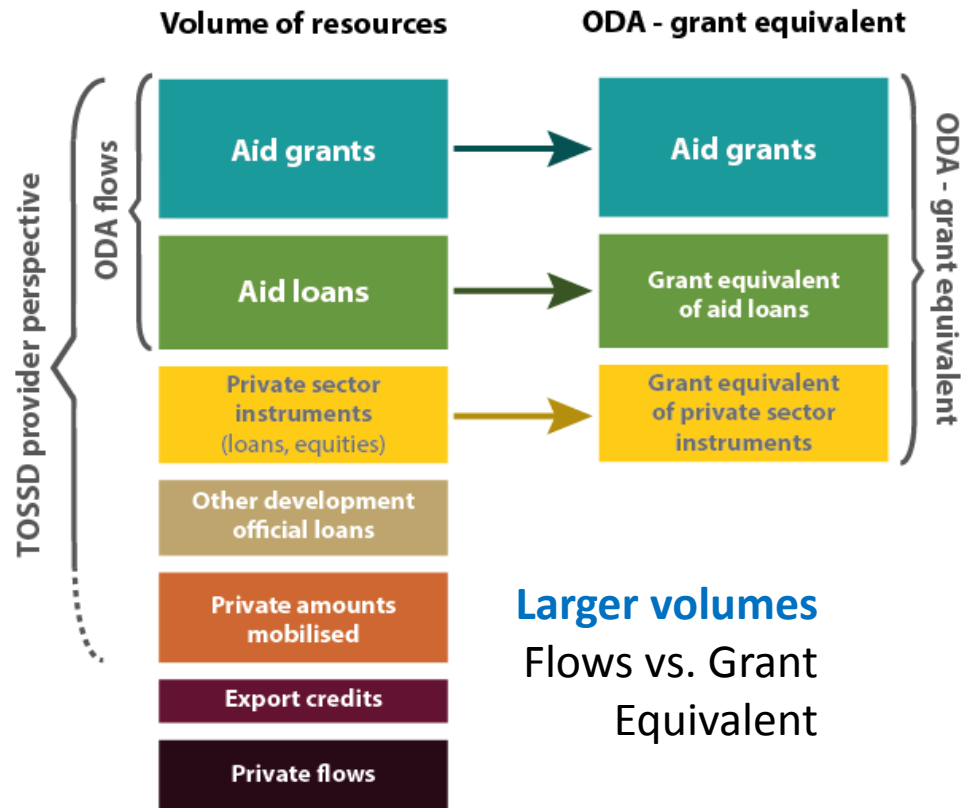 Volume of resources
ODA - grant equivalent
TOSSD provider perspective
ODA flows
Aid grants
Aid grants
ODA - grant equivalent
Aid loans
Grant equivalent
of aid loans
Private sector
instruments
(loans, equities)
Grant equivalent
of private sector
instruments
Other development
official loans
Private amounts
mobilised
Export credits
Private flows
Larger volumes
Flows vs. Grant
Equivalent